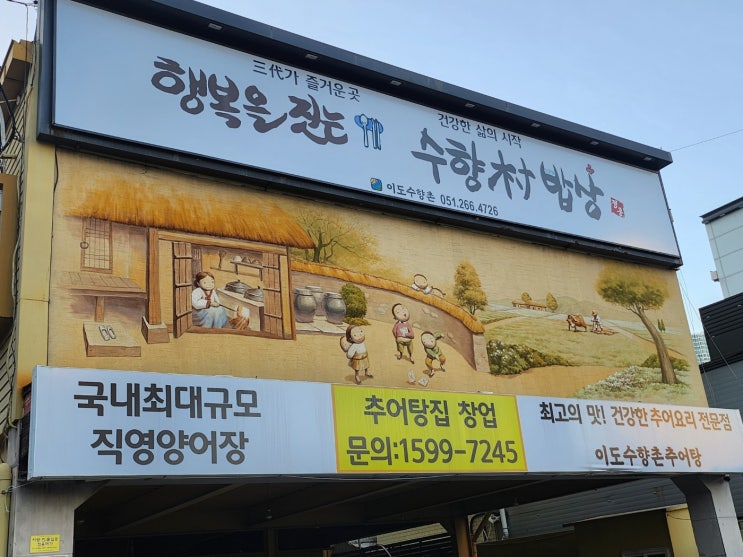 三代가 즐거운 곳
행복을 짓는
건강한 삶의 시작
수향村 밥상
이도수향촌 051.266.4726
국내최대규모
직영양어장
추어탕집 창업
문의:1599-7245
최고의 맛! 건강한 추어요리 전문점
이도수향촌추어탕